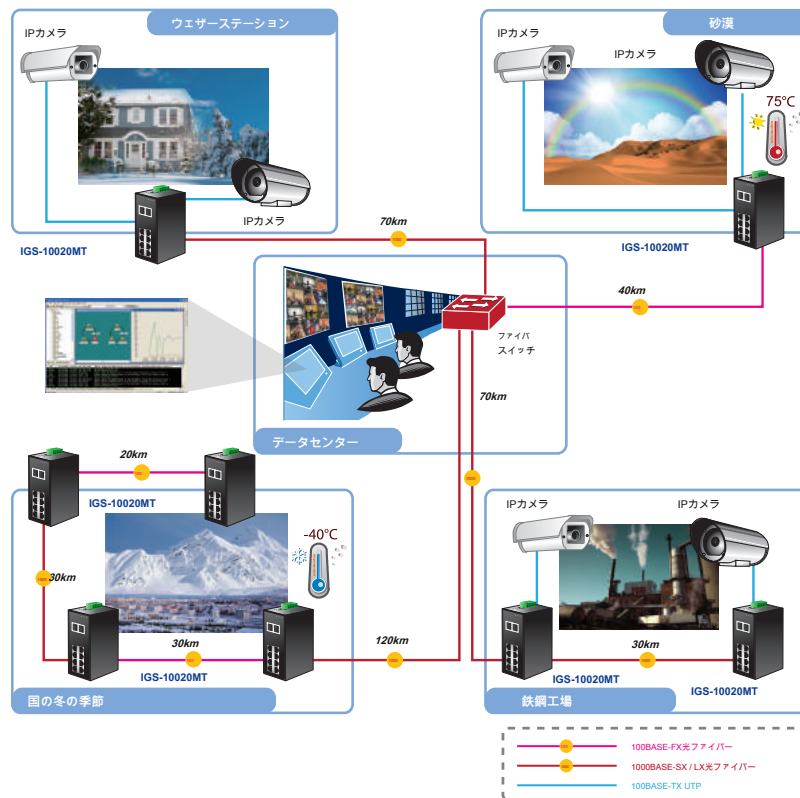 ウェザーステーション
砂漠
IPカメラ
IPカメラ
IPカメラ
75℃
IPカメラ
IGS-10020MT
IGS-10020MT
70km
40km
ファイバ
スイッチ
70km
データセンター
20km
IGS-10020MT
-40℃
30km
30km
IGS-10020MT
120km
国の冬の季節
IPカメラ
IPカメラ
30km
IGS-10020MT
IGS-10020MT
鉄鋼工場
100BASE-FX光ファイバー
1000BASE-SX / LX光ファイバー
100BASE-TX UTP